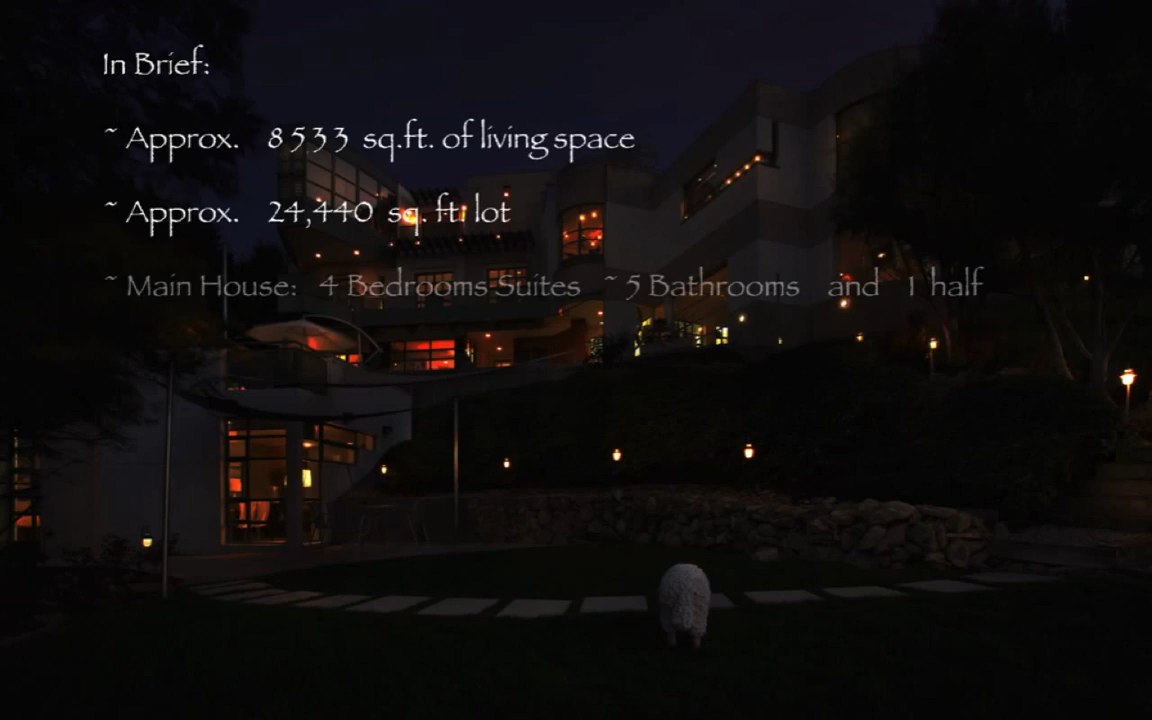 In Brief:
~ Approx. 8533 sq.ft. of living space
~ Approx. 24,440 sq. ft. lot
~ Main House: 4 Bedrooms Suites ~ 5 Bathrooms and 1 half